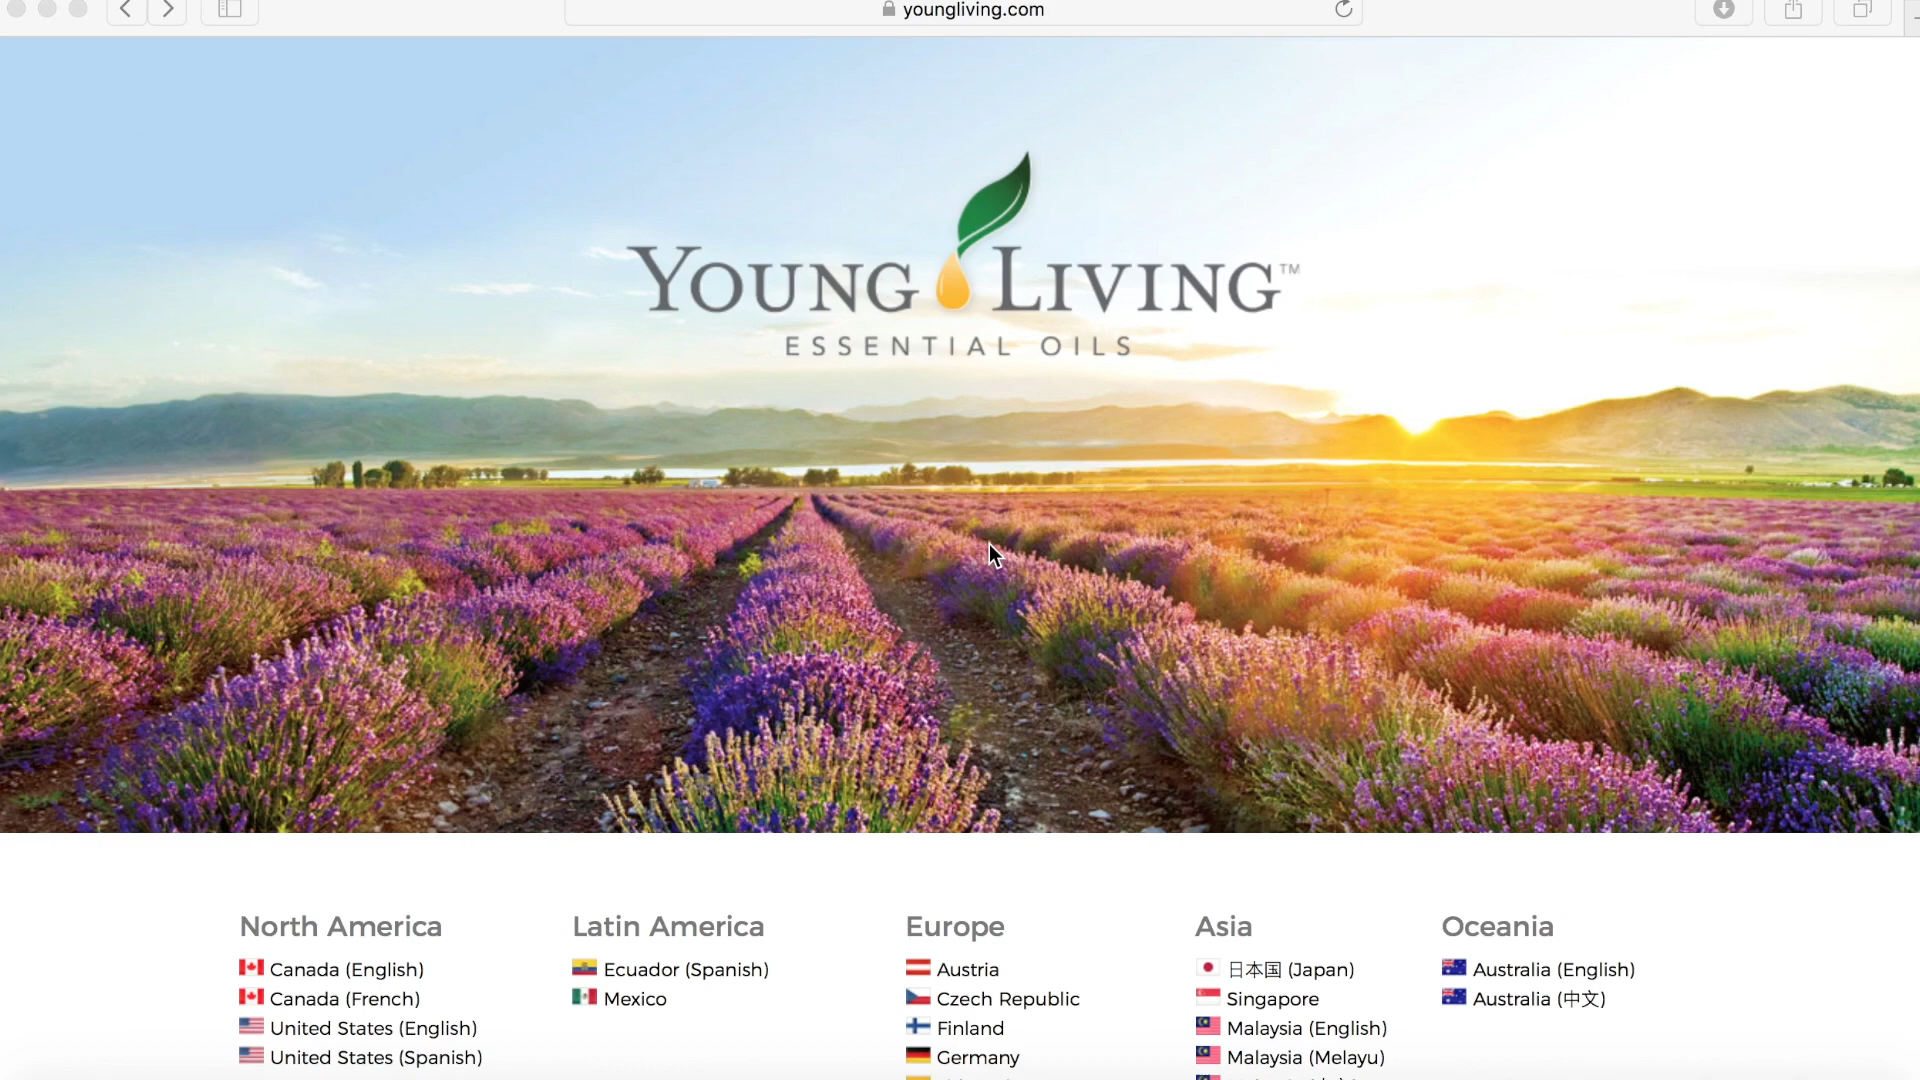 youngliving.com
YOUNG LIVING™
ESSENTIAL OILS
North America
Canada (English)
Canada (French)
United States (English)
United States (Spanish)
Latin America
Ecuador (Spanish)
Mexico
Europe
Austria
Czech Republic
Finland
Germany
Asia
日本国 (Japan)
Singapore
Malaysia (English)
Malaysia (Melayu)
Oceania
Australia (English)
Australia (中文)